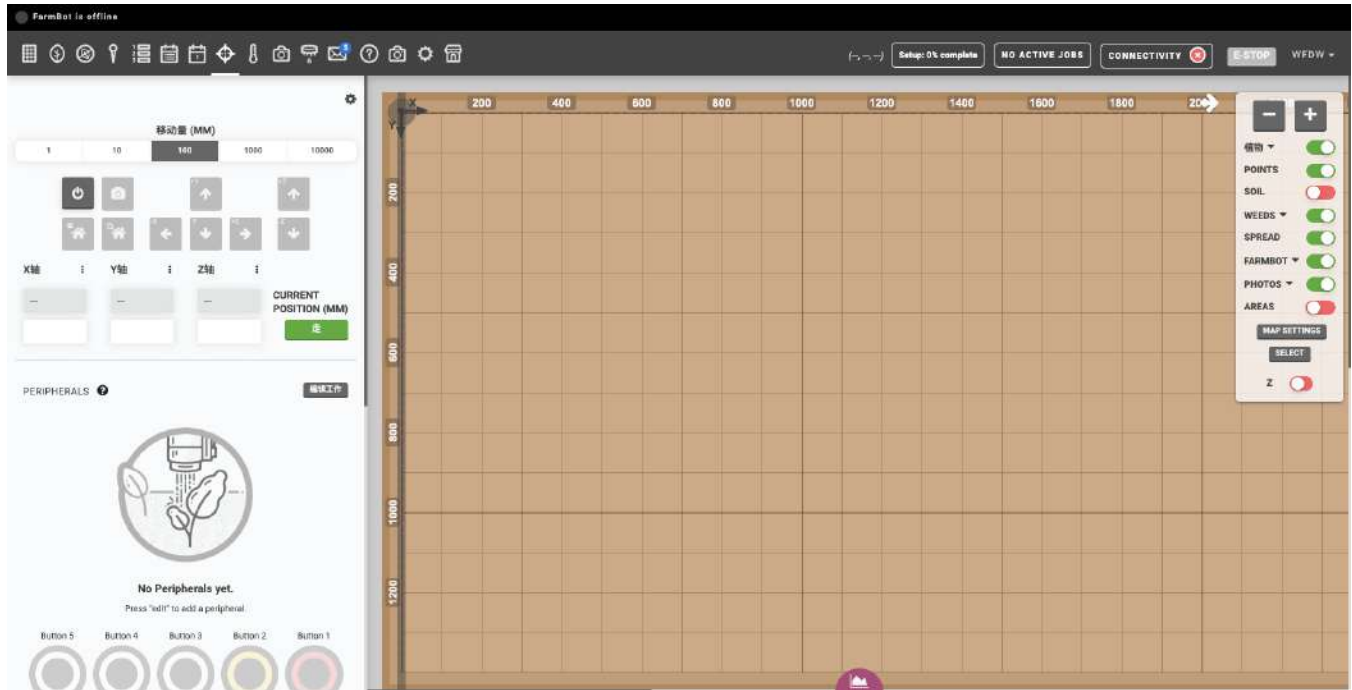 FarmBot is offline
(---, ---, ---)
Setup: 0% complete
NO ACTIVE JOBS
CONNECTIVITY
E-STOP
WFDW
移动量 (MM)
1 10 100 1000 10000
X轴 Y轴 Z轴
--- --- ---
CURRENT
POSITION (MM)
走
PERIPHERALS
编辑工作
No Peripherals yet.
Press "edit" to add a peripheral.
Button 5 Button 4 Button 3 Button 2 Button 1
X 200 400 600 800 1000 1200 1400 1600 1800
Y
200
400
600
800
1000
1200
植物
POINTS
SOIL
WEEDS
SPREAD
FARMBOT
PHOTOS
AREAS
MAP SETTINGS
SELECT
Z